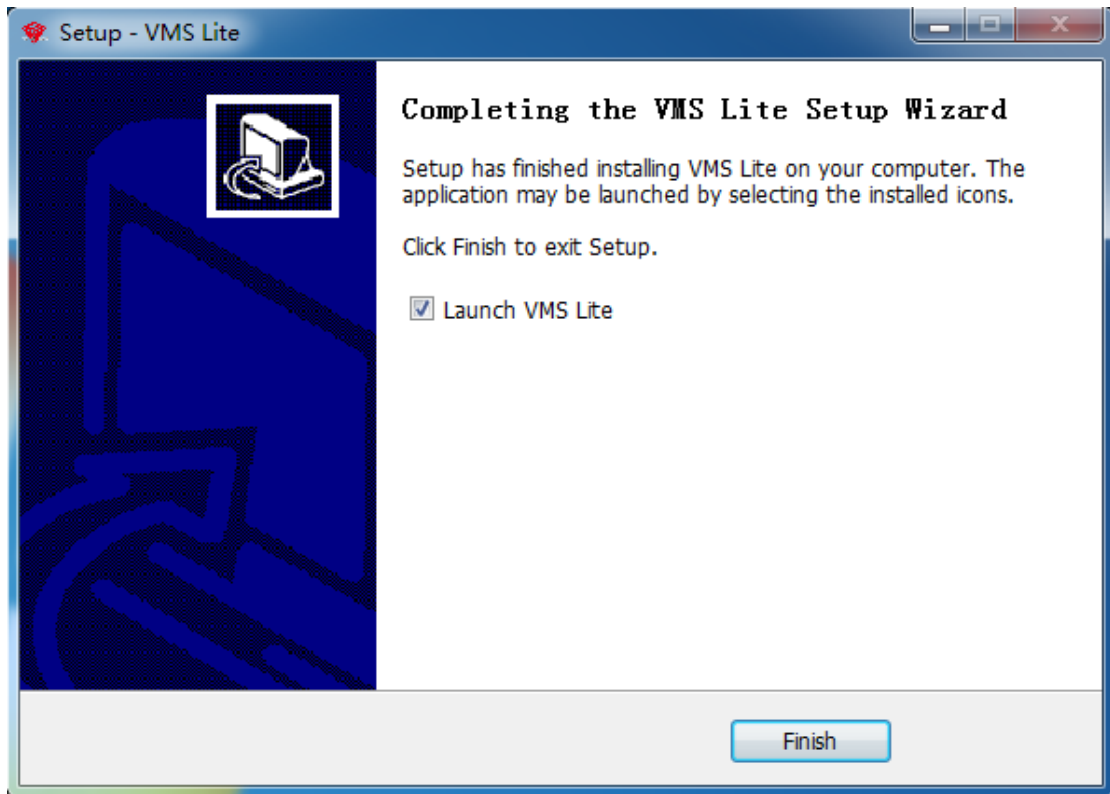 Setup - VMS Lite
Completing the VMS Lite Setup Wizard
Setup has finished installing VMS Lite on your computer. The
application may be launched by selecting the installed icons.
Click Finish to exit Setup.
Launch VMS Lite
Finish